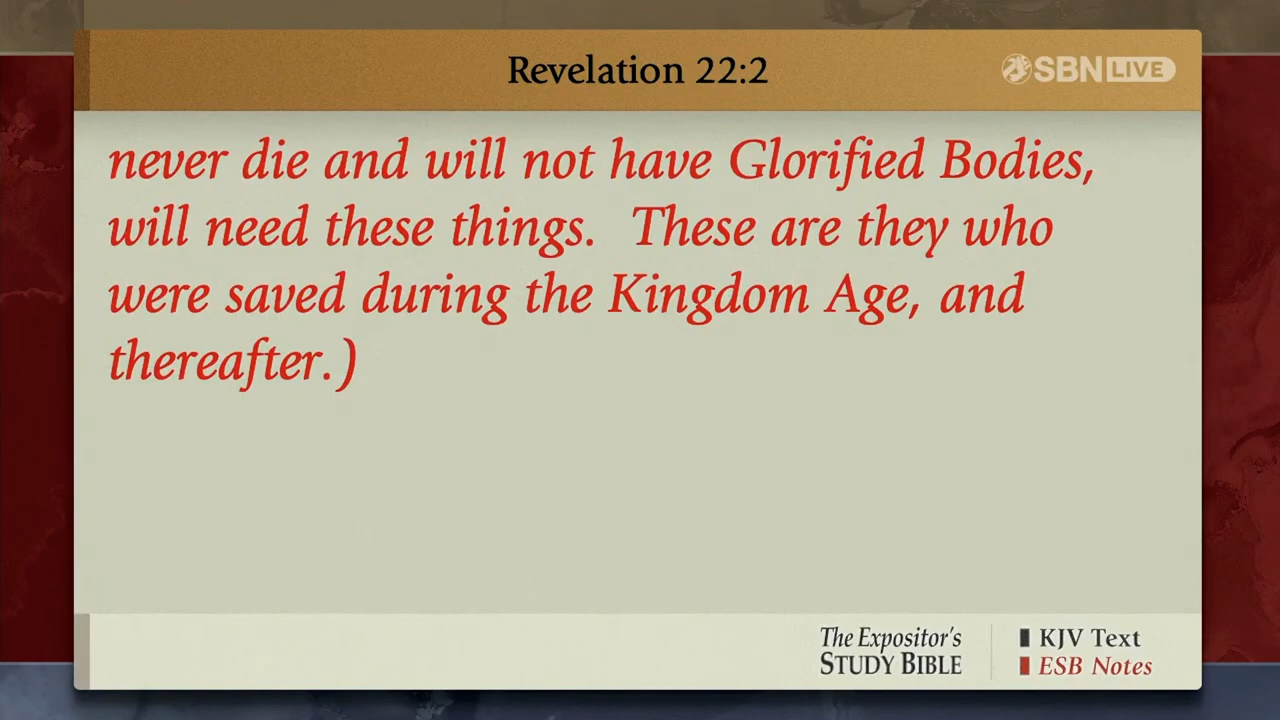 Revelation 22:2
SBN LIVE
never die and will not have Glorified Bodies,
will need these things. These are they who
were saved during the Kingdom Age, and
thereafter.)
The Expositor's
STUDY BIBLE
KJV Text
ESB Notes